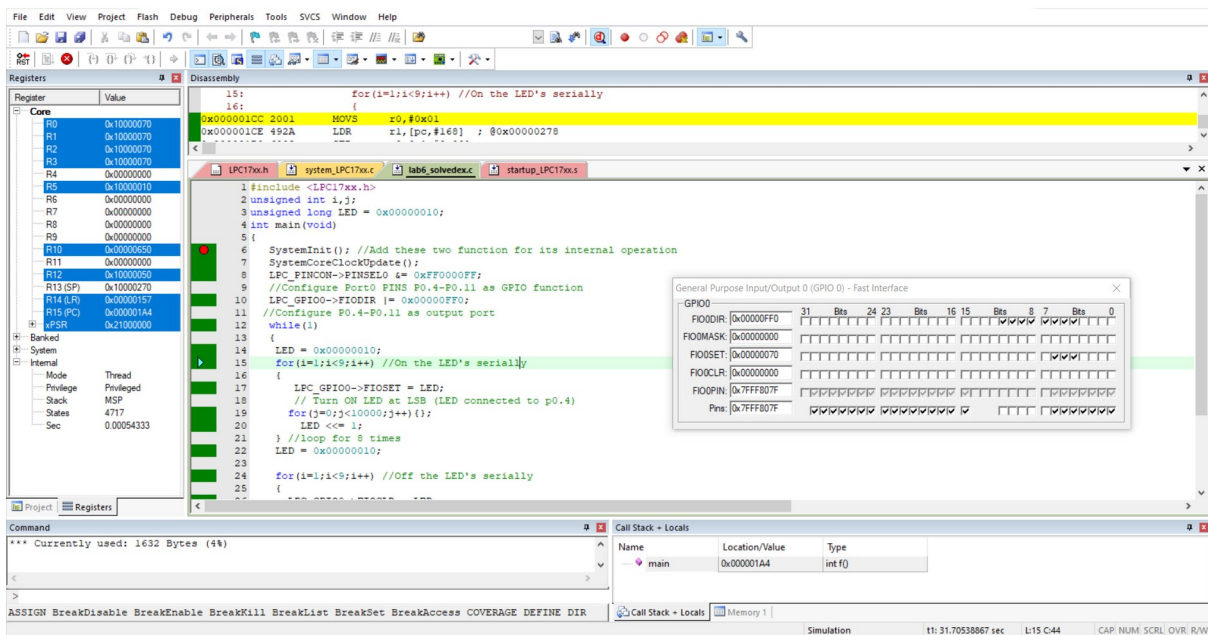 File Edit View Project Flash Debug Peripherals Tools SVCS Window Help
RST
Registers
Disassembly
Register Value
Core
R0 0x10000070
R1 0x10000070
R2 0x10000070
R3 0x10000070
R4 0x00000000
R5 0x10000010
R6 0x00000000
R7 0x00000000
R8 0x00000000
R9 0x00000000
R10 0x00000650
R11 0x00000000
R12 0x10000050
R13 (SP) 0x10000270
R14 (LR) 0x00000157
R15 (PC) 0x000001A4
xPSR 0x21000000
Banked
System
Internal
Mode Thread
Privilege Privileged
Stack MSP
States 4717
Sec 0.00054333
Project Registers
15: for(i=1;i<9;i++) //On the LED's serially
16: {
0x000001CC 2001 MOVS r0,#0x01
0x000001CE 492A LDR r1,[pc,#168] ; @0x00000278
LPC17xx.h system_LPC17xx.c lab6_solvedex.c startup_LPC17xx.s
1 #include <LPC17xx.h>
2 unsigned int i,j;
3 unsigned long LED = 0x00000010;
4 int main(void)
5 {
6 SystemInit(); //Add these two function for its internal operation
7 SystemCoreClockUpdate();
8 LPC_PINCON->PINSEL0 &= 0xFF0000FF;
9 //Configure Port0 PINS P0.4-P0.11 as GPIO function
10 LPC_GPIO0->FIODIR |= 0x00000FF0;
11 //Configure P0.4-P0.11 as output port
12 while(1)
13 {
14 LED = 0x00000010;
15 for(i=1;i<9;i++) //On the LED's serially
16 {
17 LPC_GPIO0->FIOSET = LED;
18 // Turn ON LED at LSB (LED connected to p0.4)
19 for(j=0;j<10000;j++){};
20 LED <<= 1;
21 } //loop for 8 times
22 LED = 0x00000010;
23
24 for(i=1;i<9;i++) //Off the LED's serially
25 {
General Purpose Input/Output 0 (GPIO 0) - Fast Interface
GPIO0
31 Bits 24 23 Bits 16 15 Bits 8 7 Bits 0
FIO0DIR: 0x00000FF0
FIO0MASK: 0x00000000
FIO0SET: 0x00000070
FIO0CLR: 0x00000000
FIO0PIN: 0x7FFF807F
Pins: 0x7FFF807F
Command
*** Currently used: 1632 Bytes (4%)
>
ASSIGN BreakDisable BreakEnable BreakKill BreakList BreakSet BreakAccess COVERAGE DEFINE DIR
Call Stack + Locals
Name Location/Value Type
main 0x000001A4 int f()
Call Stack + Locals Memory 1
Simulation t1: 31.70538867 sec L:15 C:44 CAP NUM SCRL OVR R/W